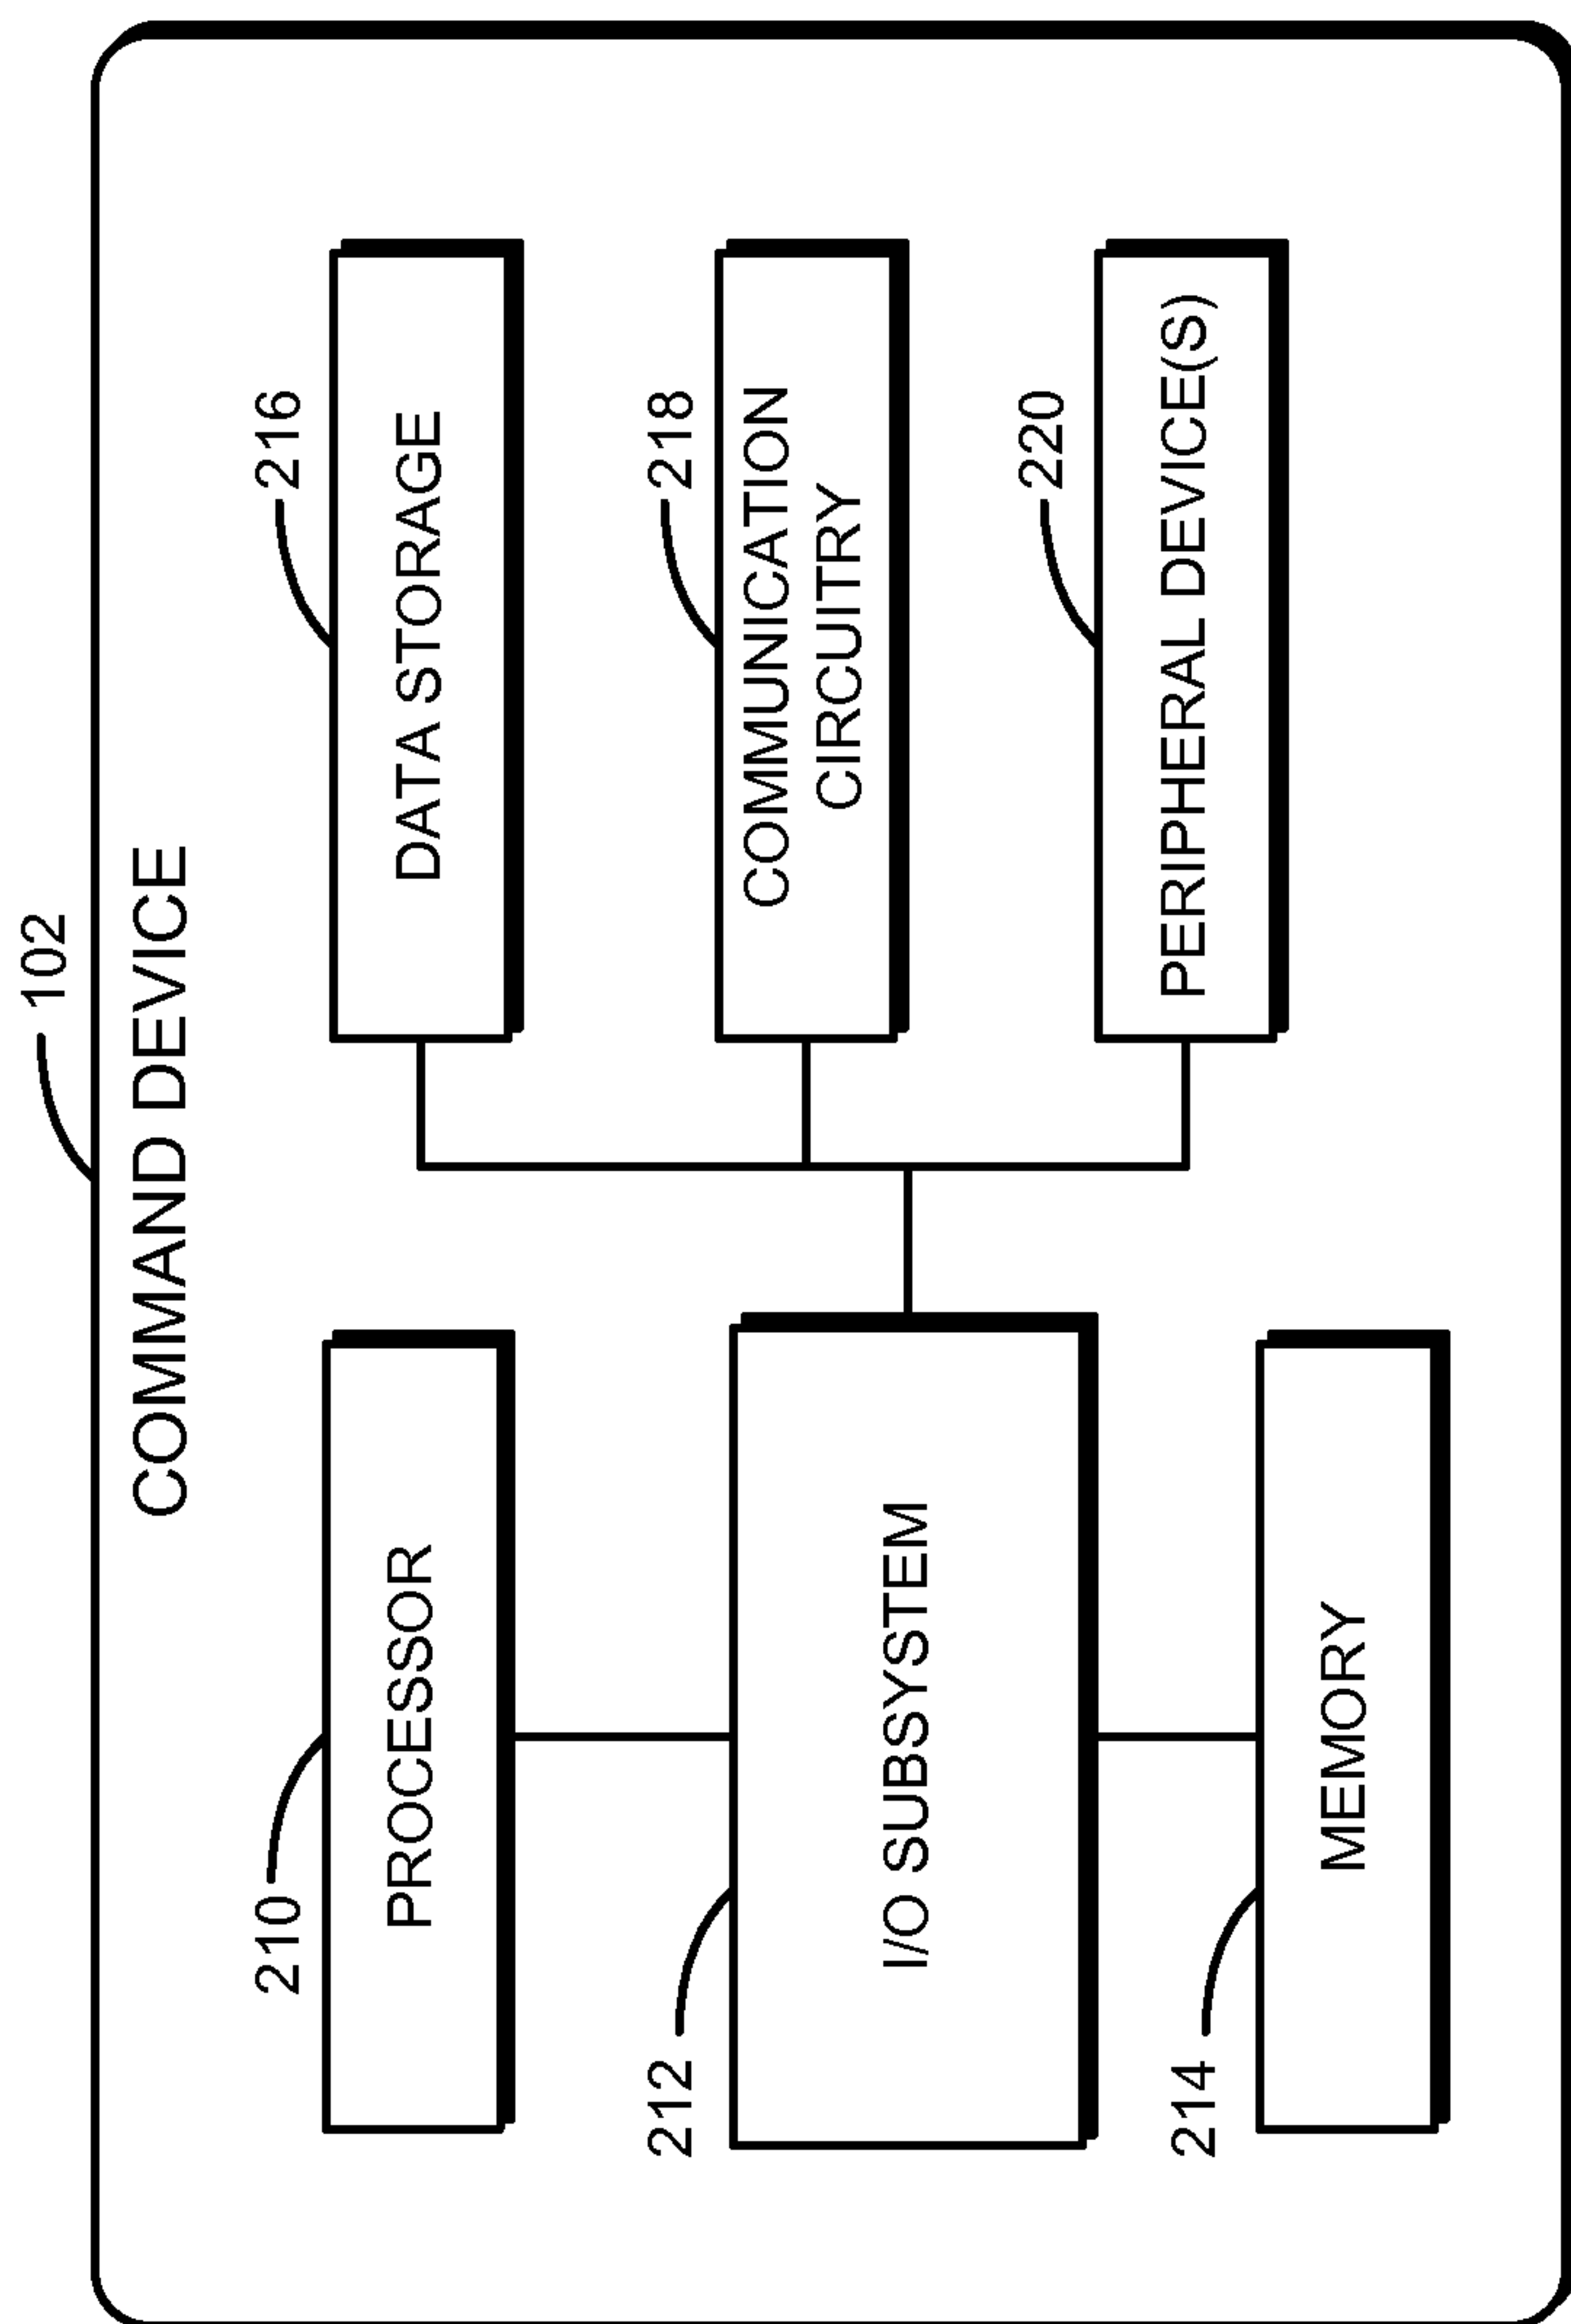 102
COMMAND DEVICE
210
PROCESSOR
212
I/O SUBSYSTEM
214
MEMORY
216
DATA STORAGE
218
COMMUNICATION
CIRCUITRY
220
PERIPHERAL DEVICE(S)